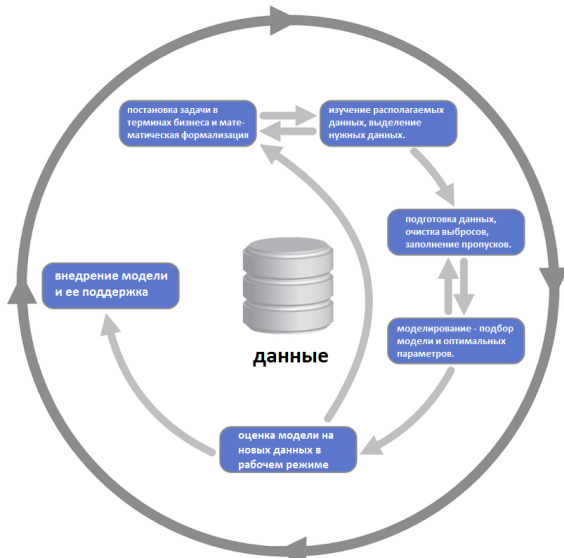 постановка задачи в
терминах бизнеса и мате-
матическая формализация
изучение располагаемых
данных, выделение
нужных данных.
подготовка данных,
очистка выбросов,
заполнение пропусков.
внедрение модели
и ее поддержка
моделирование - подбор
модели и оптимальных
параметров.
данные
оценка модели на
новых данных в
рабочем режиме